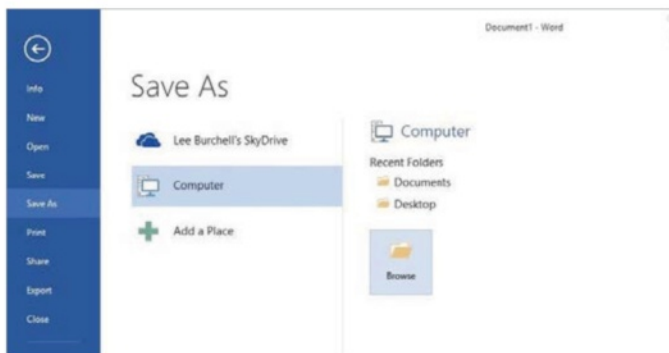 Document1 - Word
Info
New
Open
Save
Save As
Print
Share
Export
Close
Save As
Lee Burchell's SkyDrive
Computer
Add a Place
Computer
Recent Folders
Documents
Desktop
Browse